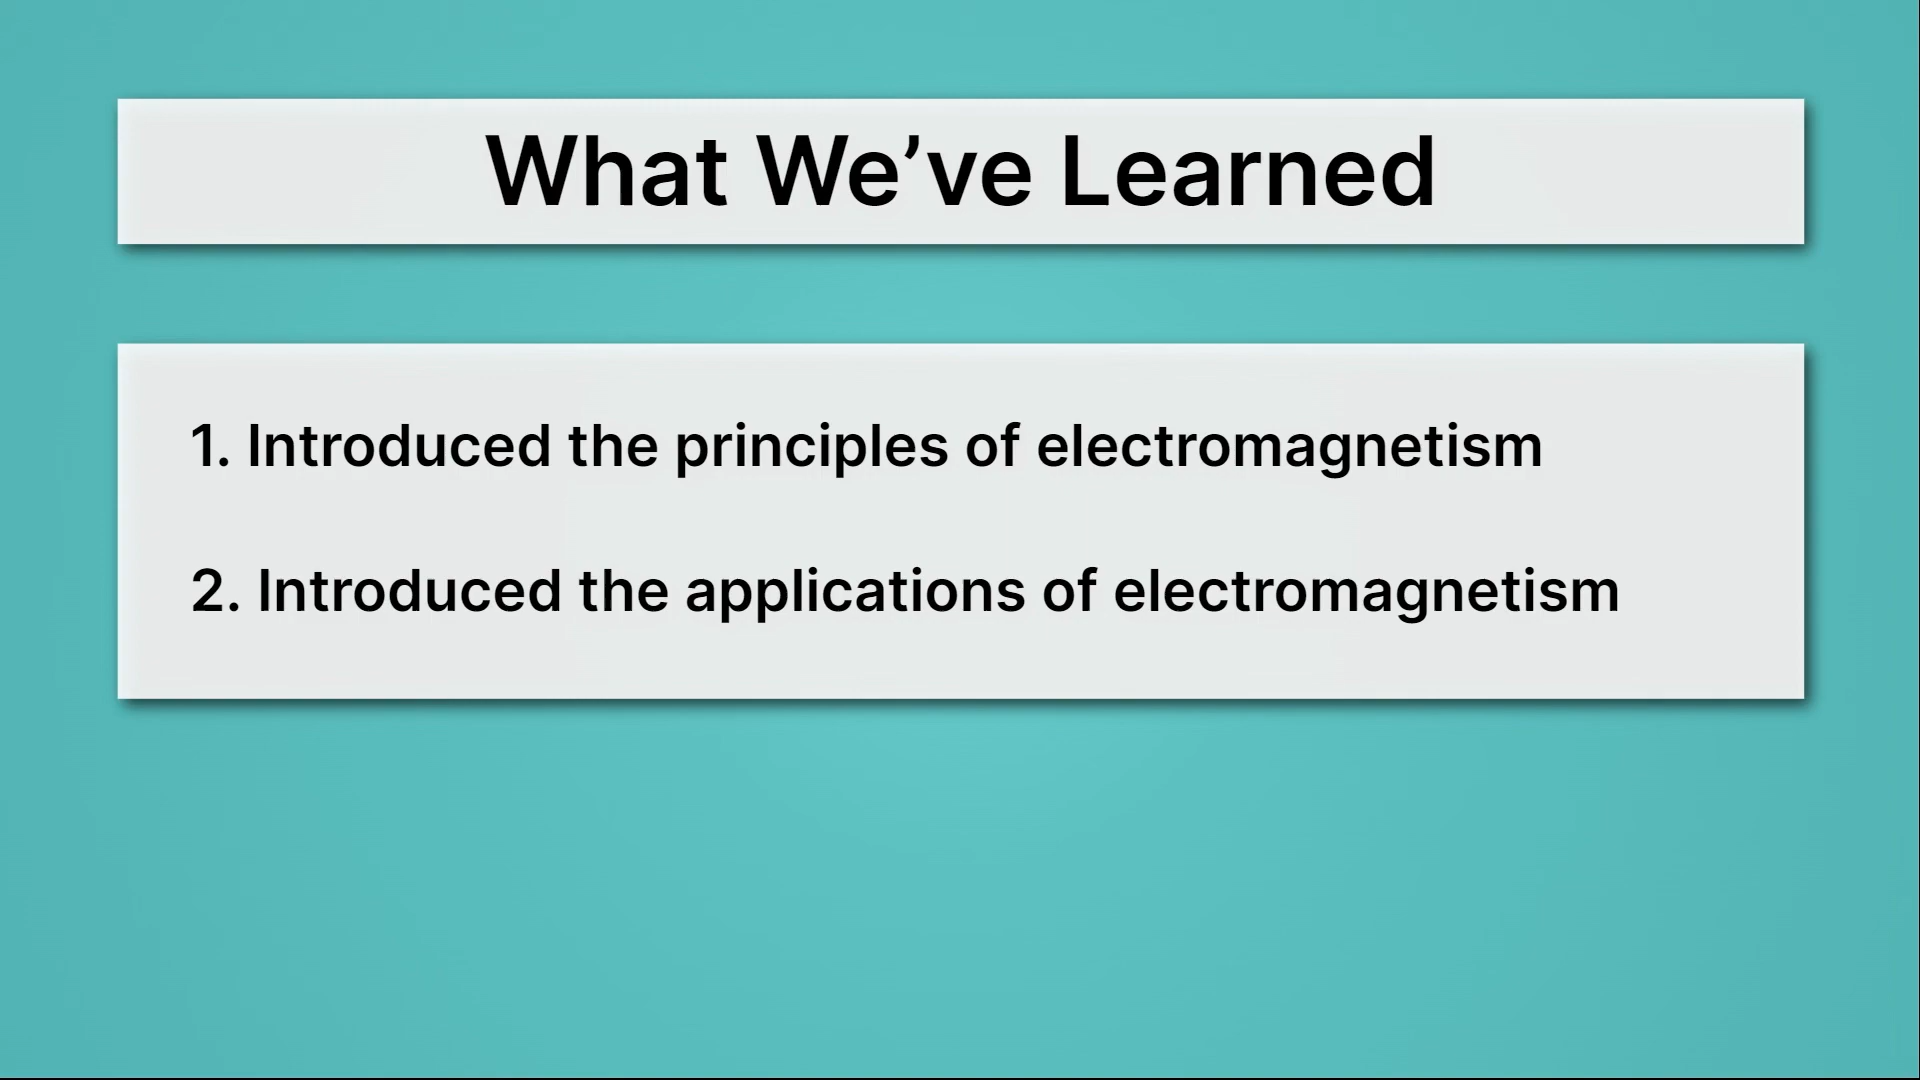 What We’ve Learned
1. Introduced the principles of electromagnetism
2. Introduced the applications of electromagnetism